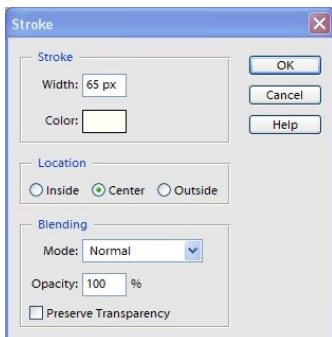 Stroke
Stroke
Width: 65 px
Color:
OK
Cancel
Help
Location
Inside Center Outside
Blending
Mode: Normal
Opacity: 100 %
Preserve Transparency